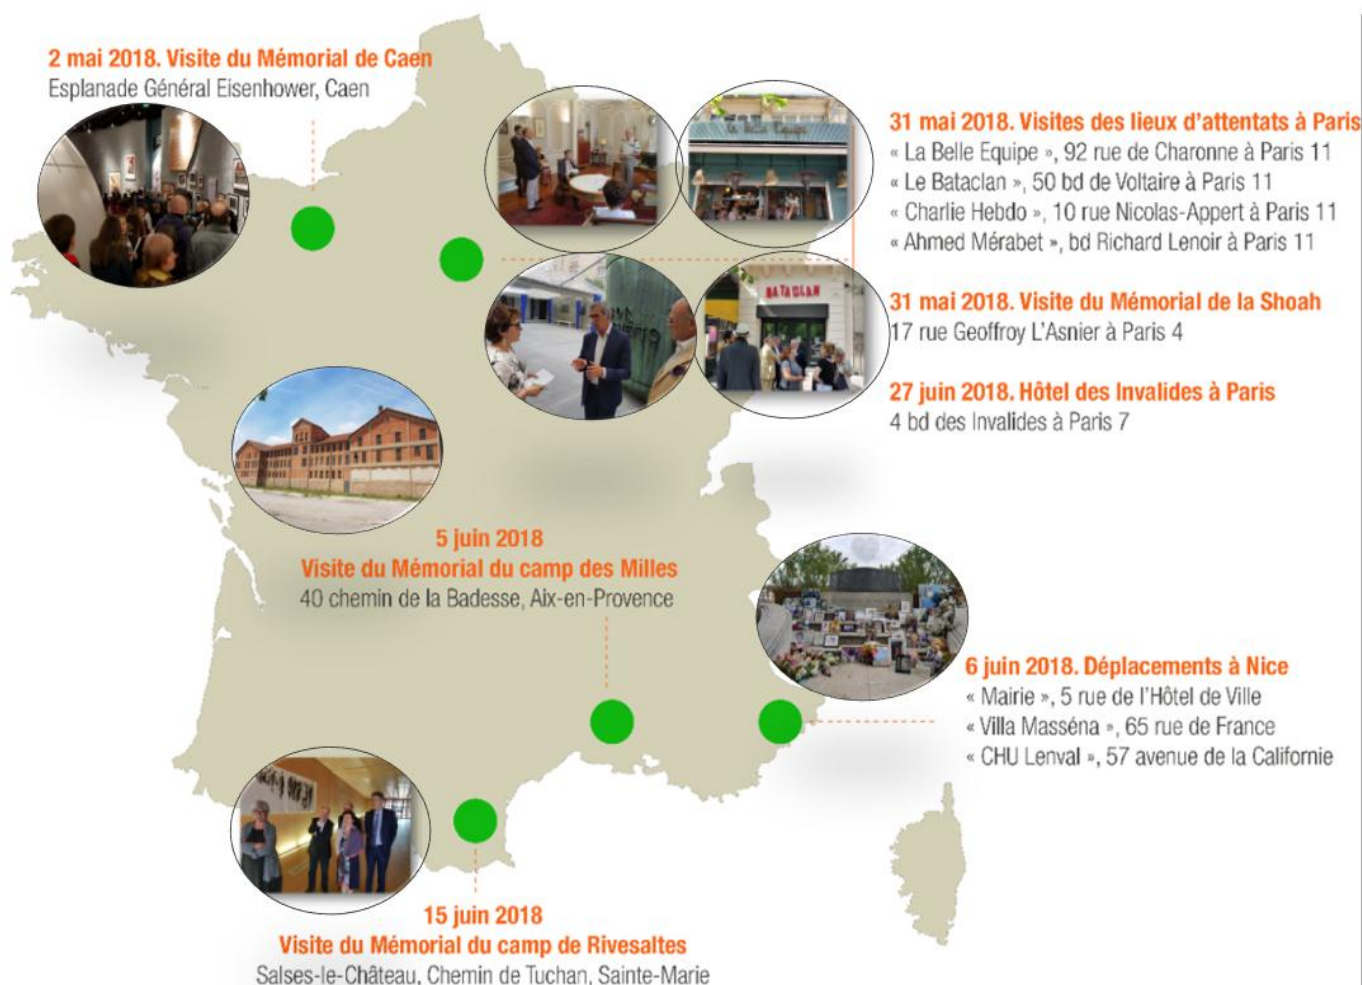 2 mai 2018. Visite du Mémorial de Caen
Esplanade Général Eisenhower, Caen
31 mai 2018. Visites des lieux d'attentats à Paris
« La Belle Equipe », 92 rue de Charonne à Paris 11
« Le Bataclan », 50 bd de Voltaire à Paris 11
« Charlie Hebdo », 10 rue Nicolas-Appert à Paris 11
« Ahmed Mérabet », bd Richard Lenoir à Paris 11
31 mai 2018. Visite du Mémorial de la Shoah
17 rue Geoffroy L'Asnier à Paris 4
27 juin 2018. Hôtel des Invalides à Paris
4 bd des Invalides à Paris 7
la Belle Equipe
BATACLAN
5 juin 2018
Visite du Mémorial du camp des Milles
40 chemin de la Badesse, Aix-en-Provence
6 juin 2018. Déplacements à Nice
« Mairie », 5 rue de l'Hôtel de Ville
« Villa Masséna », 65 rue de France
« CHU Lenval », 57 avenue de la Californie
15 juin 2018
Visite du Mémorial du camp de Rivesaltes
Salses-le-Château, Chemin de Tuchan, Sainte-Marie